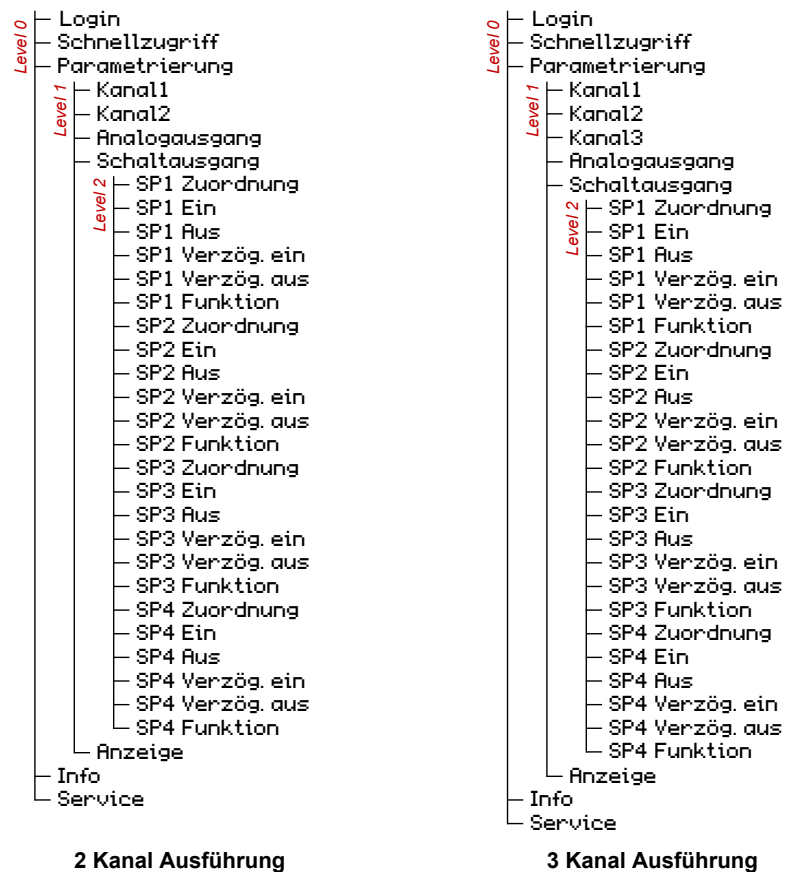 Level 0
Login
Schnellzugriff
Parametrierung
Level 1
Kanal1
Kanal2
Analogausgang
Schaltausgang
Level 2
SP1 Zuordnung
SP1 Ein
SP1 Aus
SP1 Verzög. ein
SP1 Verzög. aus
SP1 Funktion
SP2 Zuordnung
SP2 Ein
SP2 Aus
SP2 Verzög. ein
SP2 Verzög. aus
SP2 Funktion
SP3 Zuordnung
SP3 Ein
SP3 Aus
SP3 Verzög. ein
SP3 Verzög. aus
SP3 Funktion
SP4 Zuordnung
SP4 Ein
SP4 Aus
SP4 Verzög. ein
SP4 Verzög. aus
SP4 Funktion
Anzeige
Info
Service
2 Kanal Ausführung
Level 0
Login
Schnellzugriff
Parametrierung
Level 1
Kanal1
Kanal2
Kanal3
Analogausgang
Schaltausgang
Level 2
SP1 Zuordnung
SP1 Ein
SP1 Aus
SP1 Verzög. ein
SP1 Verzög. aus
SP1 Funktion
SP2 Zuordnung
SP2 Ein
SP2 Aus
SP2 Verzög. ein
SP2 Verzög. aus
SP2 Funktion
SP3 Zuordnung
SP3 Ein
SP3 Aus
SP3 Verzög. ein
SP3 Verzög. aus
SP3 Funktion
SP4 Zuordnung
SP4 Ein
SP4 Aus
SP4 Verzög. ein
SP4 Verzög. aus
SP4 Funktion
Anzeige
Info
Service
3 Kanal Ausführung